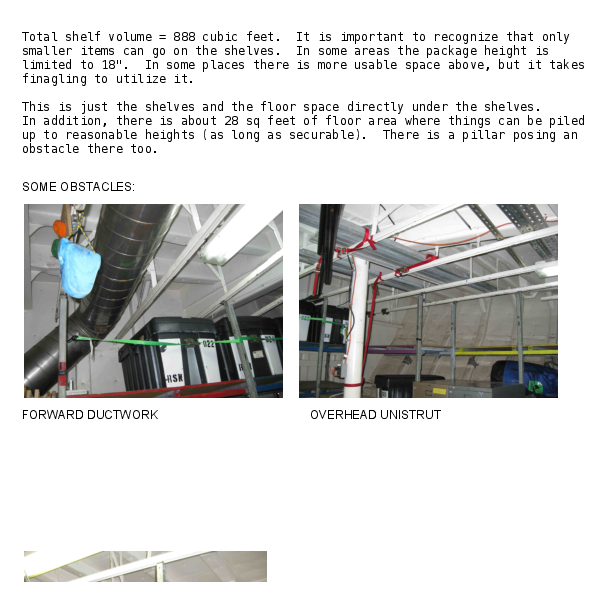 Total shelf volume = 888 cubic feet.  It is important to recognize that only
smaller items can go on the shelves.  In some areas the package height is
limited to 18".  In some places there is more usable space above, but it takes
finagling to utilize it.
This is just the shelves and the floor space directly under the shelves.
In addition, there is about 28 sq feet of floor area where things can be piled
up to reasonable heights (as long as securable).  There is a pillar posing an
obstacle there too.
SOME OBSTACLES:
022
HSK
FORWARD DUCTWORK
OVERHEAD UNISTRUT